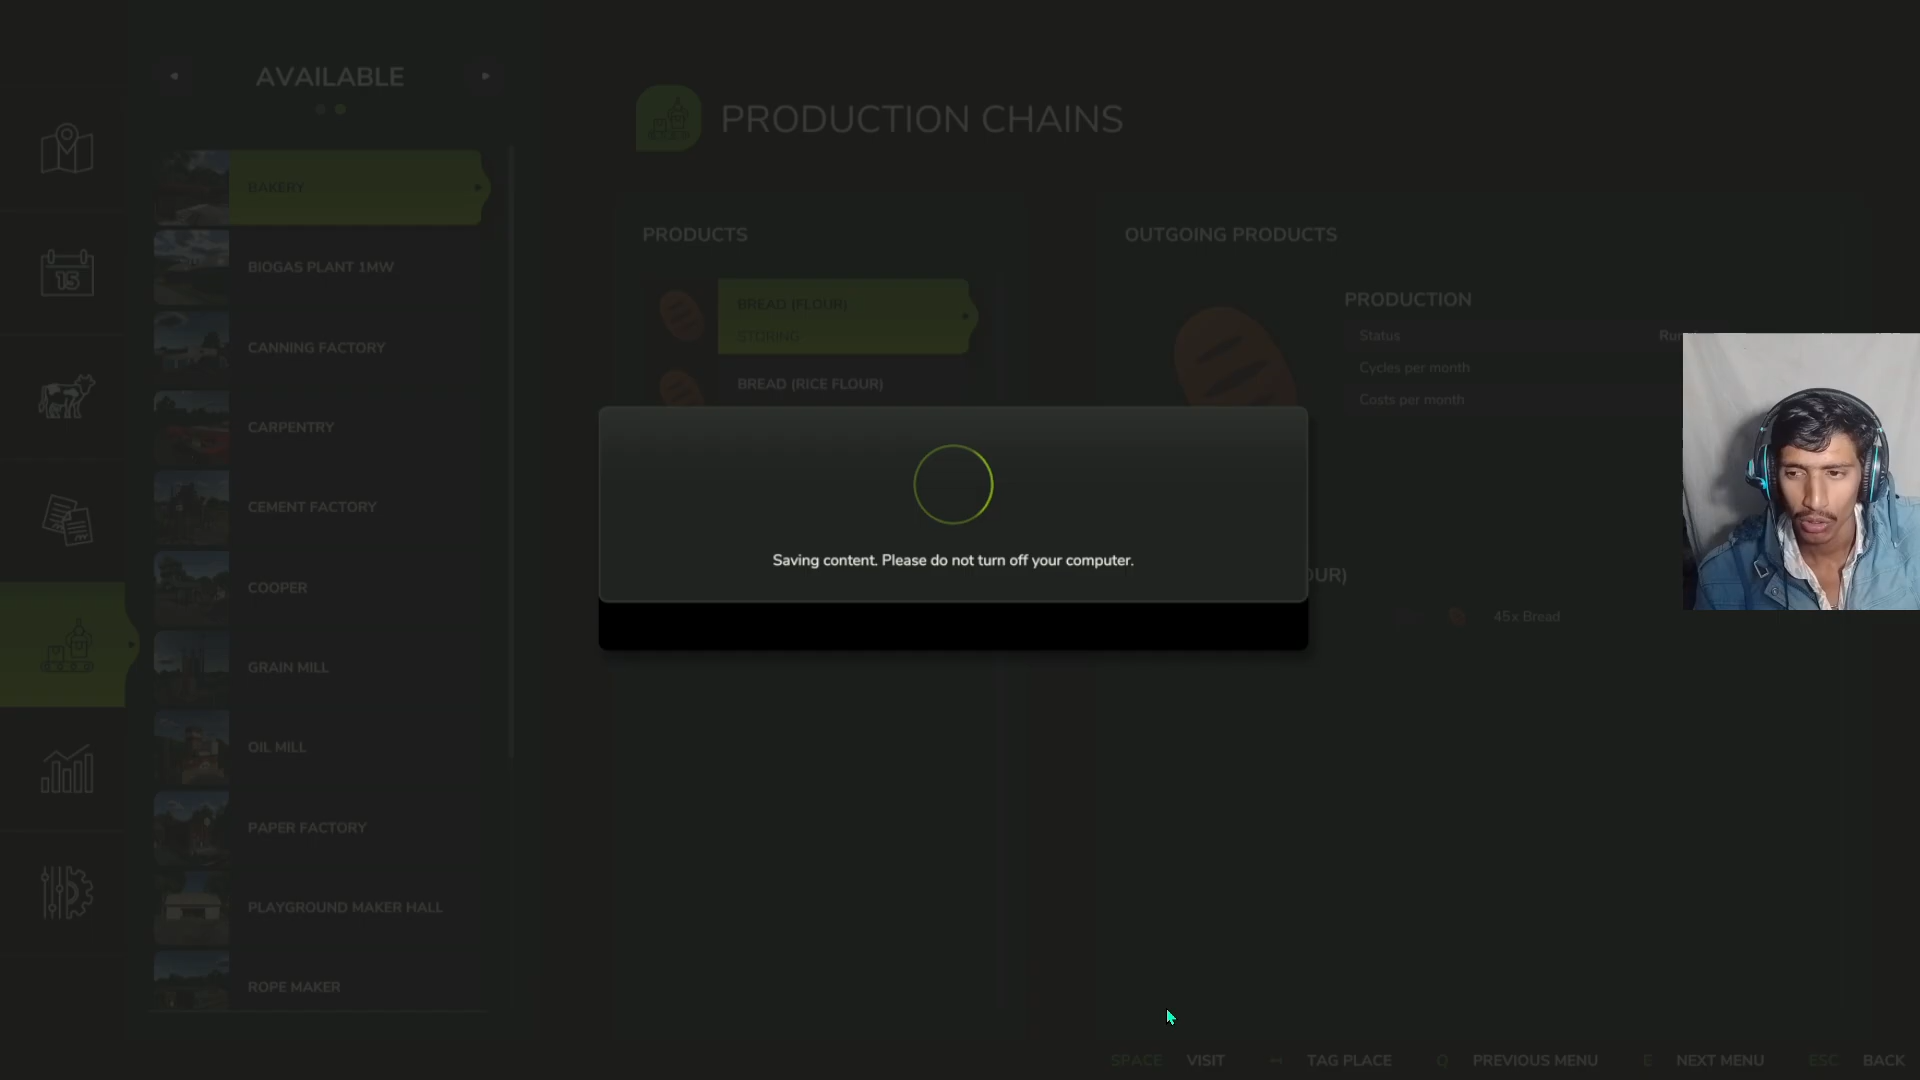 AVAILABLE
BAKERY
BIOGAS PLANT 1MW
CANNING FACTORY
CARPENTRY
CEMENT FACTORY
COOPER
GRAIN MILL
OIL MILL
PAPER FACTORY
PLAYGROUND MAKER HALL
ROPE MAKER
15
PRODUCTION CHAINS
PRODUCTS
BREAD (FLOUR)
STORING
BREAD (RICE FLOUR)
OUTGOING PRODUCTS
PRODUCTION
Status
Cycles per month
Costs per month
Saving content. Please do not turn off your computer.
45x Bread
SPACE VISIT TAG PLACE Q PREVIOUS MENU E NEXT MENU ESC BACK